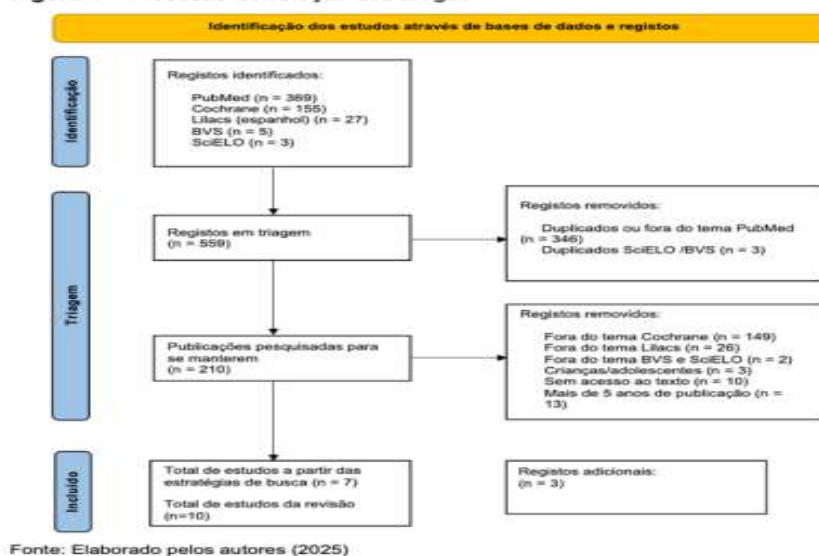 Identificação dos estudos através de bases de dados e registos
Identificação
Registos identificados:
PubMed (n = 369)
Cochrane (n = 155)
Lilacs (espanhol) (n = 27)
BVS (n = 5)
SciELO (n = 3)
Triagem
Registos em triagem
(n = 559)
Registos removidos:
Duplicados ou fora do tema PubMed
(n = 346)
Duplicados SciELO /BVS (n = 3)
Publicações pesquisadas para
se manterem
(n = 210)
Registos removidos:
Fora do tema Cochrane (n = 149)
Fora do tema Lilacs (n = 26)
Fora do tema BVS e SciELO (n = 2)
Crianças/adolescentes (n = 3)
Sem acesso ao texto (n = 10)
Mais de 5 anos de publicação (n =
13)
Incluído
Total de estudos a partir das
estratégias de busca (n = 7)
Total de estudos da revisão
(n=10)
Registos adicionais:
(n = 3)
Fonte: Elaborado pelos autores (2025)